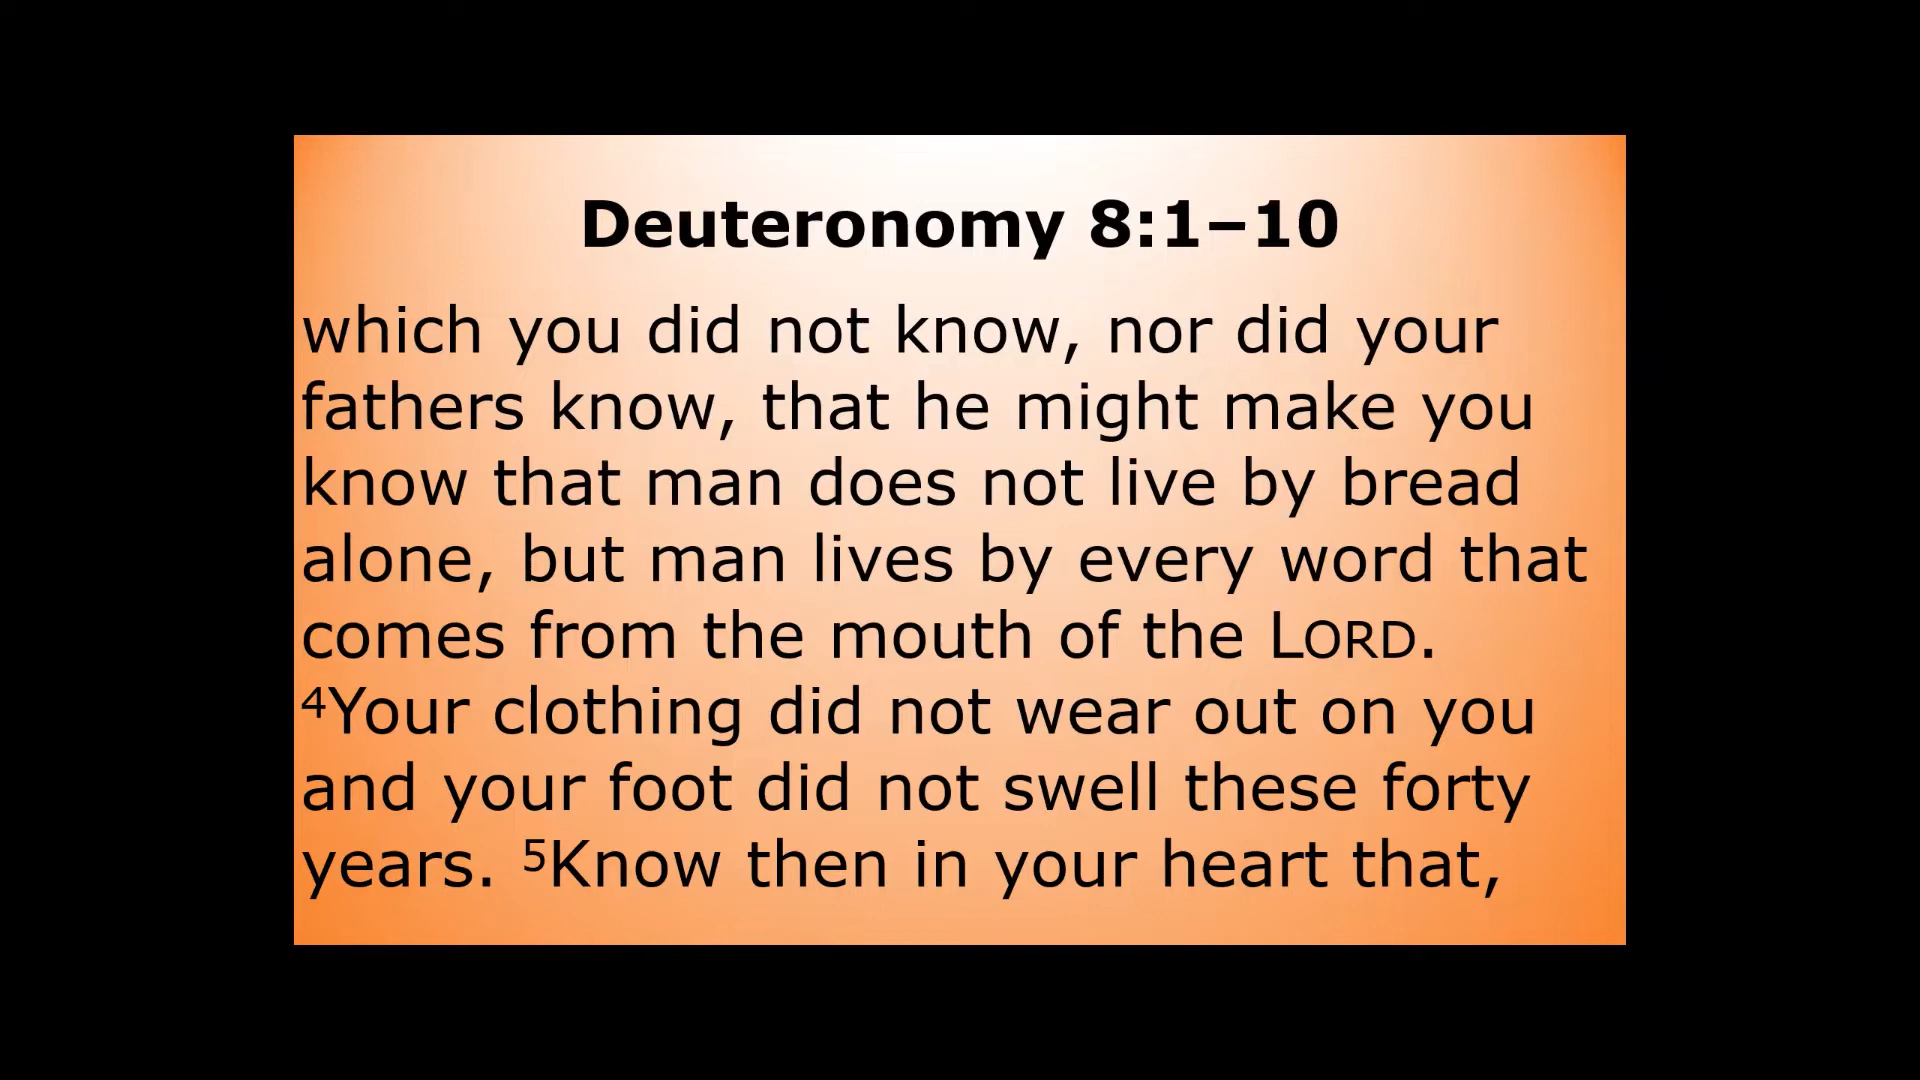 Deuteronomy 8:1–10
which you did not know, nor did your
fathers know, that he might make you
know that man does not live by bread
alone, but man lives by every word that
comes from the mouth of the LORD.
⁴Your clothing did not wear out on you
and your foot did not swell these forty
years. ⁵Know then in your heart that,